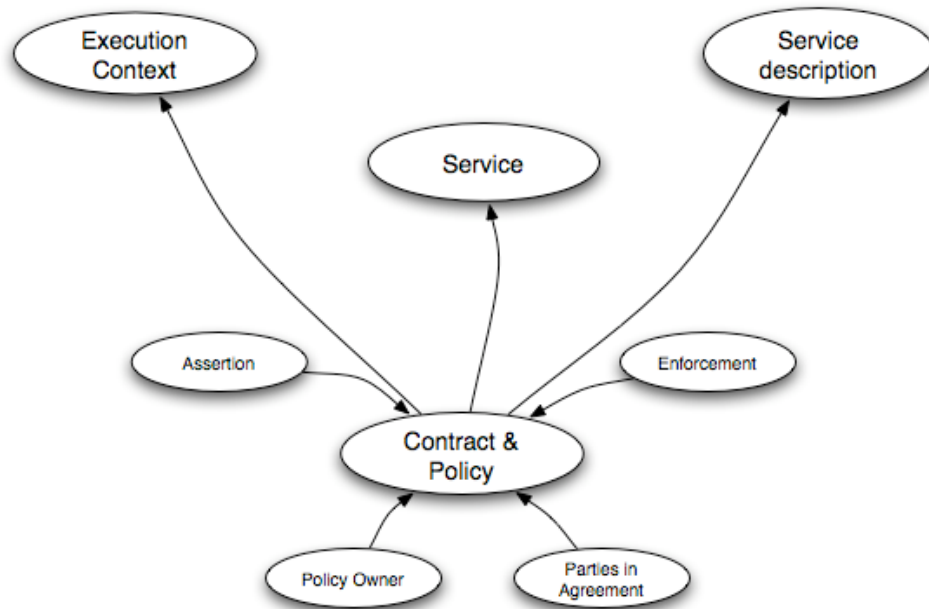 Execution
Context
Service
description
Service
Assertion
Enforcement
Contract &
Policy
Policy Owner
Parties in
Agreement